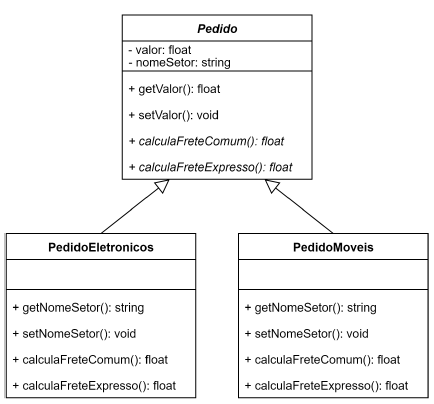 Pedido
- valor: float
- nomeSetor: string
+ getValor(): float
+ setValor(): void
+ calculaFreteComum(): float
+ calculaFreteExpresso(): float
PedidoEletronicos
+ getNomeSetor(): string
+ setNomeSetor(): void
+ calculaFreteComum(): float
+ calculaFreteExpresso(): float
PedidoMoveis
+ getNomeSetor(): string
+ setNomeSetor(): void
+ calculaFreteComum(): float
+ calculaFreteExpresso(): float